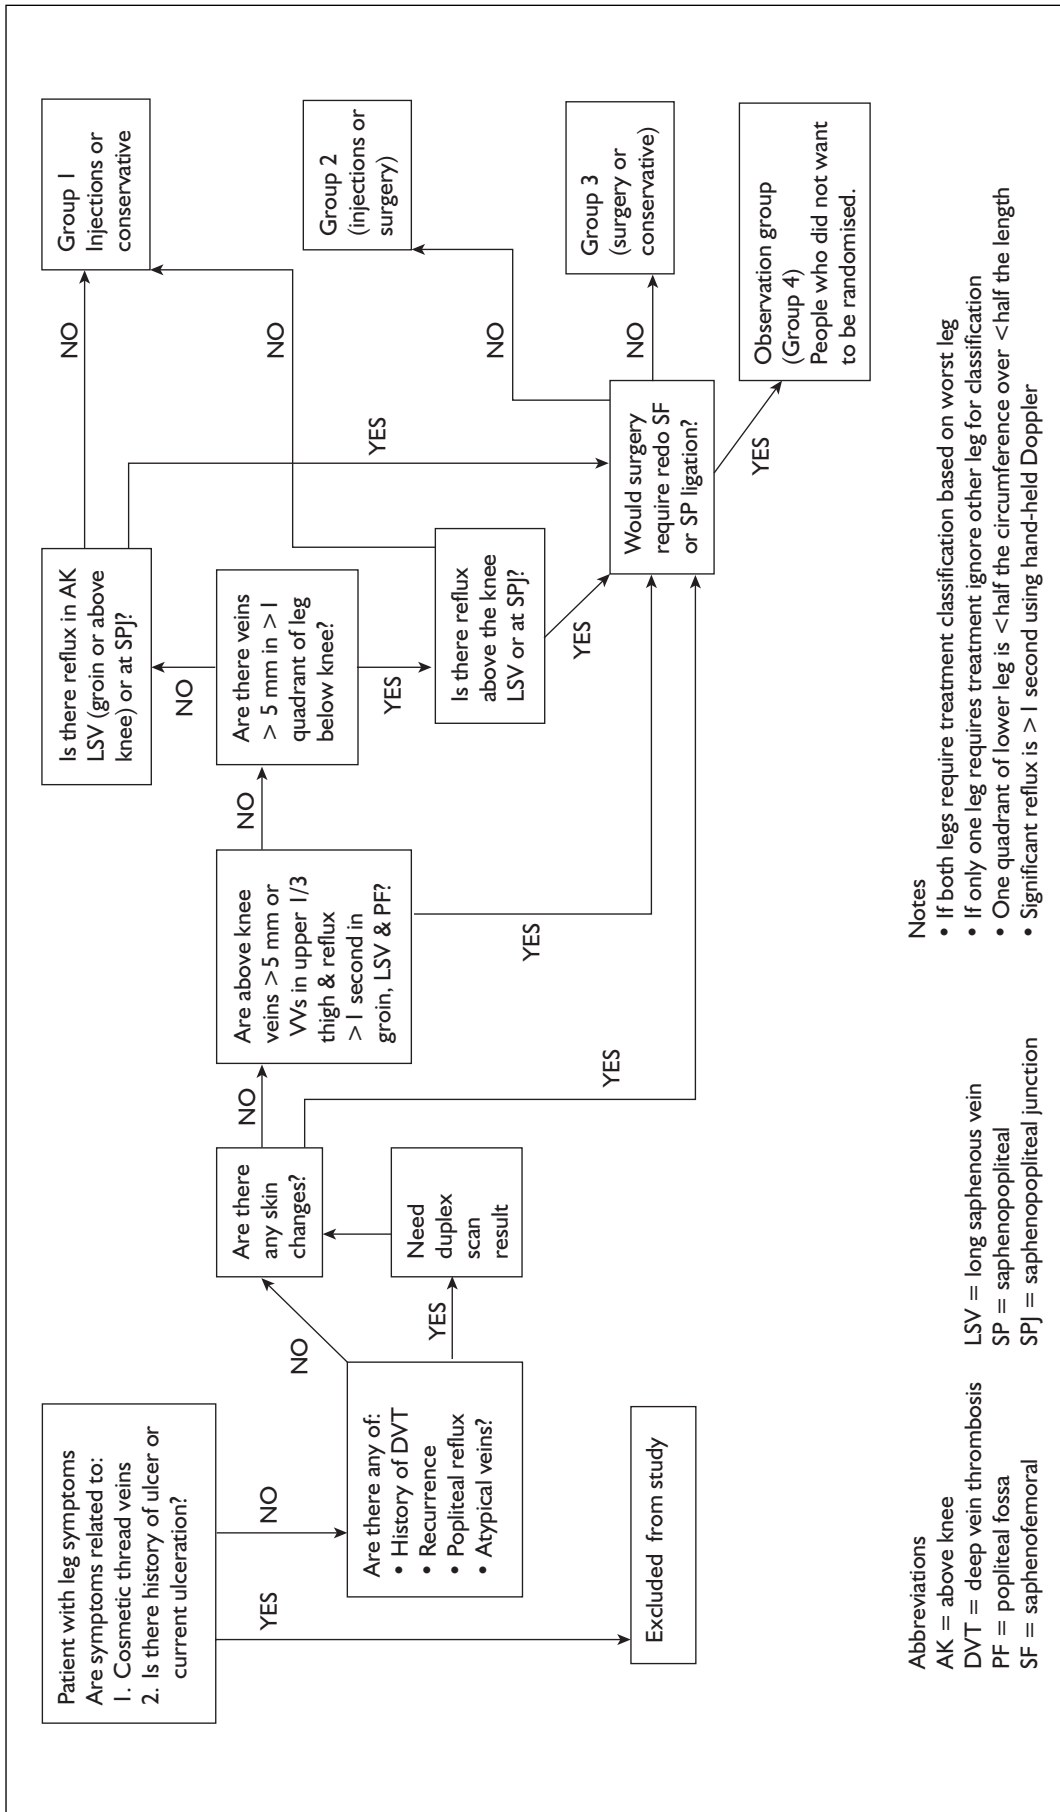 Patient with leg symptoms
Are symptoms related to:
1. Cosmetic thread veins
2. Is there history of ulcer or
current ulceration?
YES
NO
Excluded from study
Are there any of:
• History of DVT
• Recurrence
• Popliteal reflux
• Atypical veins?
NO
YES
Need
duplex
scan
result
Are there
any skin
changes?
NO
YES
Are above knee
veins >5 mm or
VVs in upper 1/3
thigh & reflux
>1 second in
groin, LSV & PF?
NO
YES
Are there veins
> 5 mm in >1
quadrant of leg
below knee?
NO
YES
Is there reflux in AK
LSV (groin or above
knee) or at SPJ?
NO
YES
Is there reflux
above the knee
LSV or at SPJ?
NO
YES
Would surgery
require redo SF
or SP ligation?
NO
NO
YES
Group 1
Injections or
conservative
Group 2
(injections or
surgery)
Group 3
(surgery or
conservative)
Observation group
(Group 4)
People who did not want
to be randomised.
Abbreviations
AK = above knee
DVT = deep vein thrombosis
PF = popliteal fossa
SF = saphenofemoral
LSV = long saphenous vein
SP = saphenopopliteal
SPJ = saphenopopliteal junction
Notes
• If both legs require treatment classification based on worst leg
• If only one leg requires treatment ignore other leg for classification
• One quadrant of lower leg is <half the circumference over <half the length
• Significant reflux is >1 second using hand-held Doppler